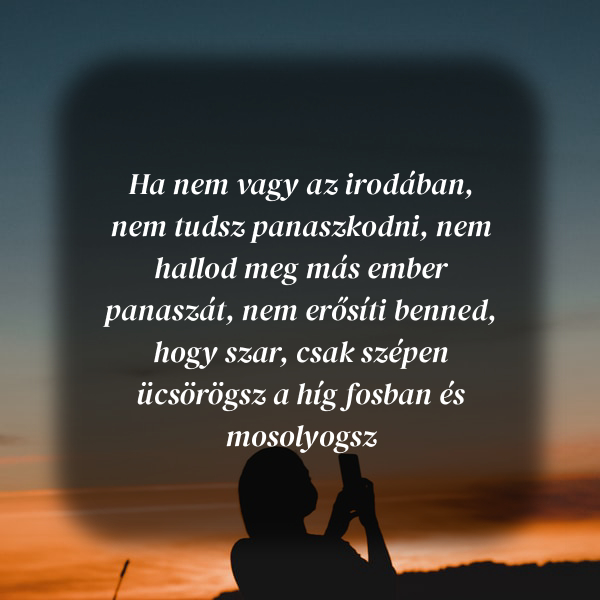 Ha nem vagy az irodában,
nem tudsz panaszkodni, nem
hallod meg más ember
panaszát, nem erősíti benned,
hogy szar, csak szépen
ücsörögsz a híg fosban és
mosolyogsz